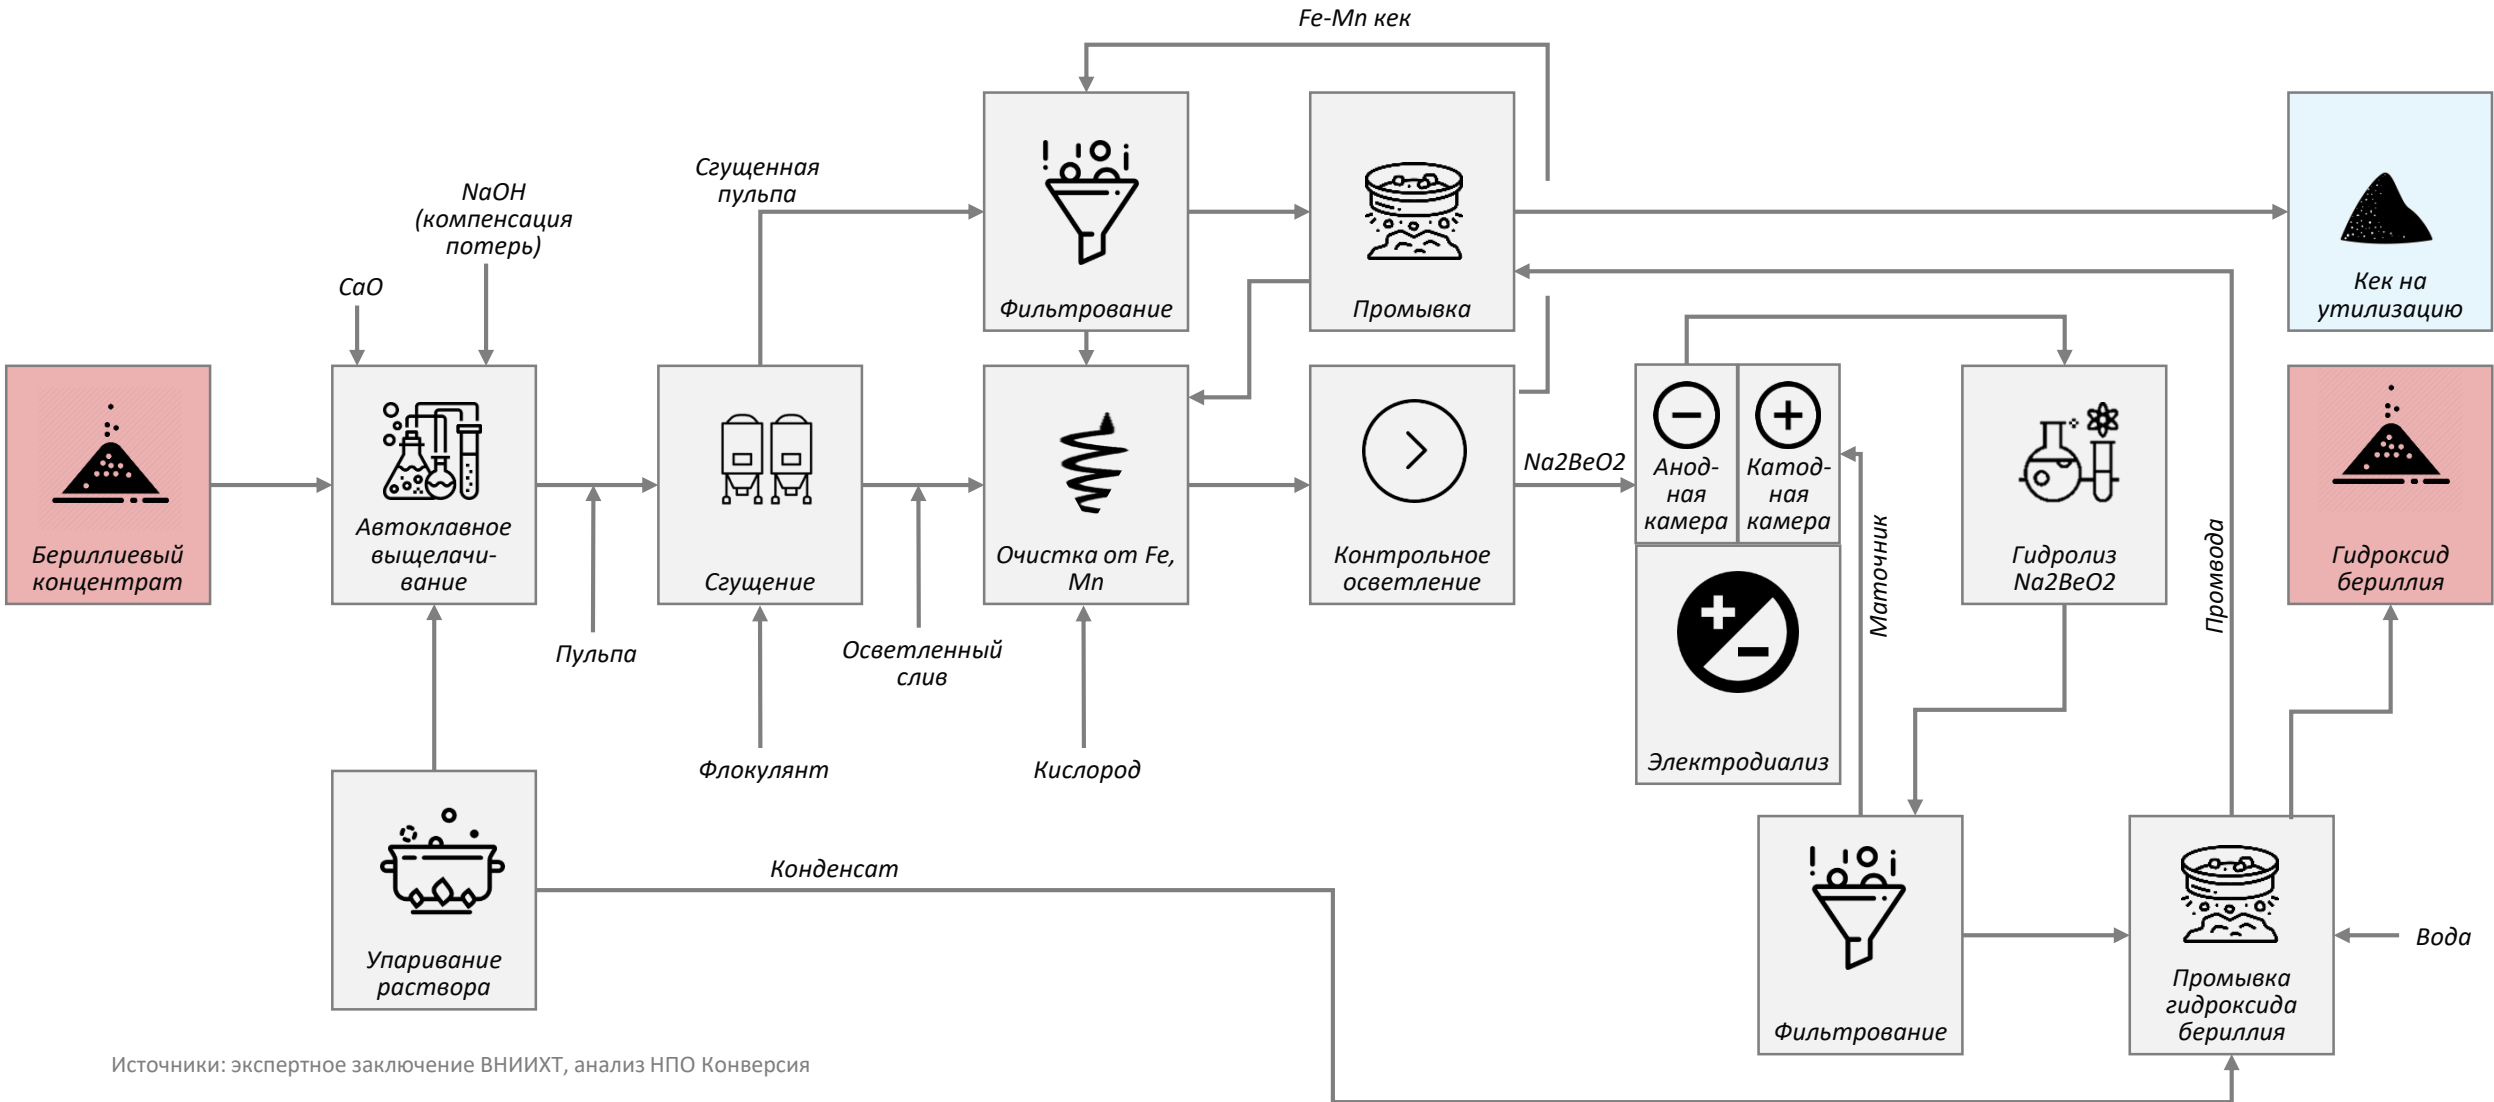 Fe-Mn кек
Сгущенная
пульпа
NaOH
(компенсация
потерь)
CaO
Фильтрование
Промывка
Кек на
утилизацию
Бериллиевый
концентрат
Автоклавное
выщелачи-
вание
Пульпа
Сгущение
Флокулянт
Осветленный
слив
Очистка от Fe,
Mn
Кислород
Контрольное
осветление
Na2BeO2
Анод-
ная
камера
Катод-
ная
камера
Электродиализ
Маточник
Гидролиз
Na2BeO2
Промвода
Гидроксид
бериллия
Упаривание
раствора
Конденсат
Фильтрование
Промывка
гидроксида
бериллия
Вода
Источники: экспертное заключение ВНИИХТ, анализ НПО Конверсия